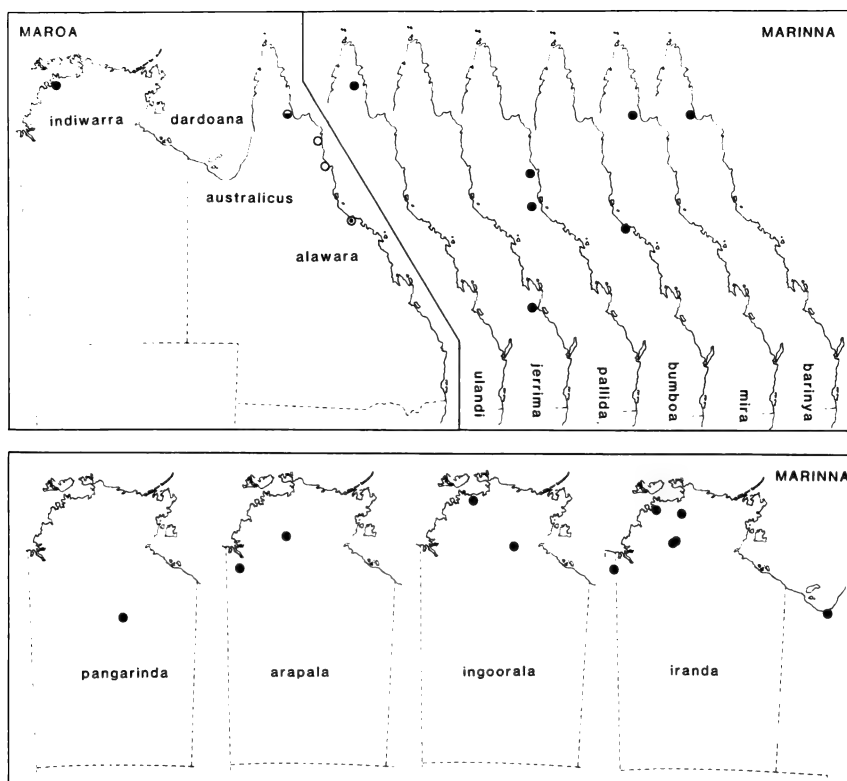 MAROA
MARINNA
indiwarra
dardoana
australicus
alawara
ulandi
jerrima
pallida
bumboa
mira
barinya
MARINNA
pangarinda
arapala
ingoorala
iranda